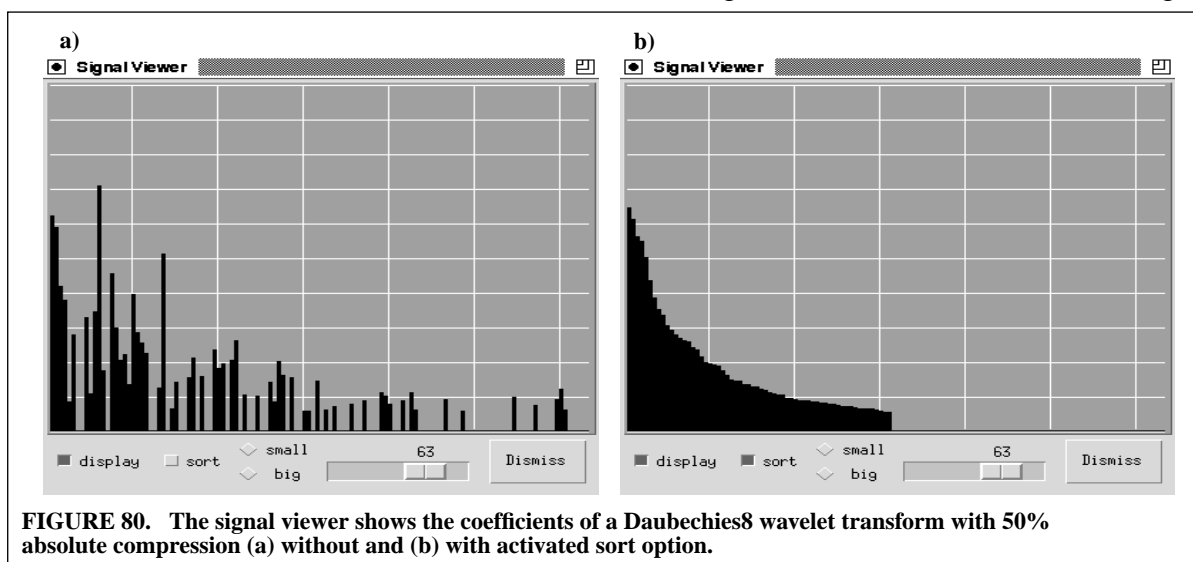 a)
Signal Viewer
display
sort
small
big
63
Dismiss
b)
Signal Viewer
display
sort
small
big
63
Dismiss
FIGURE 80. The signal viewer shows the coefficients of a Daubechies8 wavelet transform with 50%
absolute compression (a) without and (b) with activated sort option.